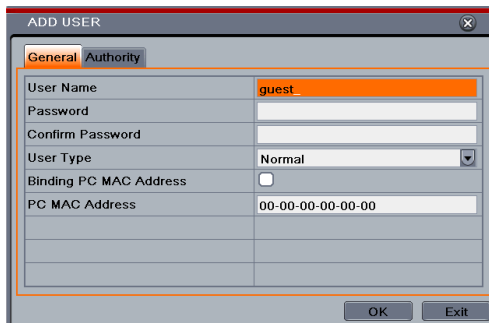 ADD USER
General Authority
User Name guest_
Password
Confirm Password
User Type Normal
Binding PC MAC Address
PC MAC Address 00-00-00-00-00-00
OK Exit